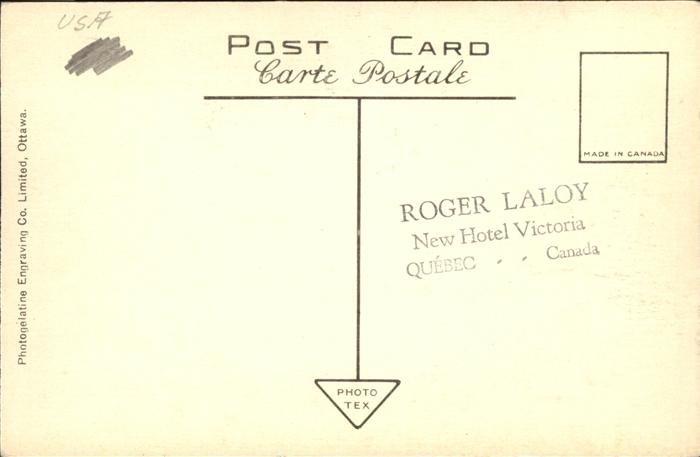 USA
POST CARD
Carte Postale
MADE IN CANADA
Photogelatine Engraving Co. Limited, Ottawa.
ROGER LALOY
New Hotel Victoria
QUÉBEC - - Canada
PHOTO
TEX